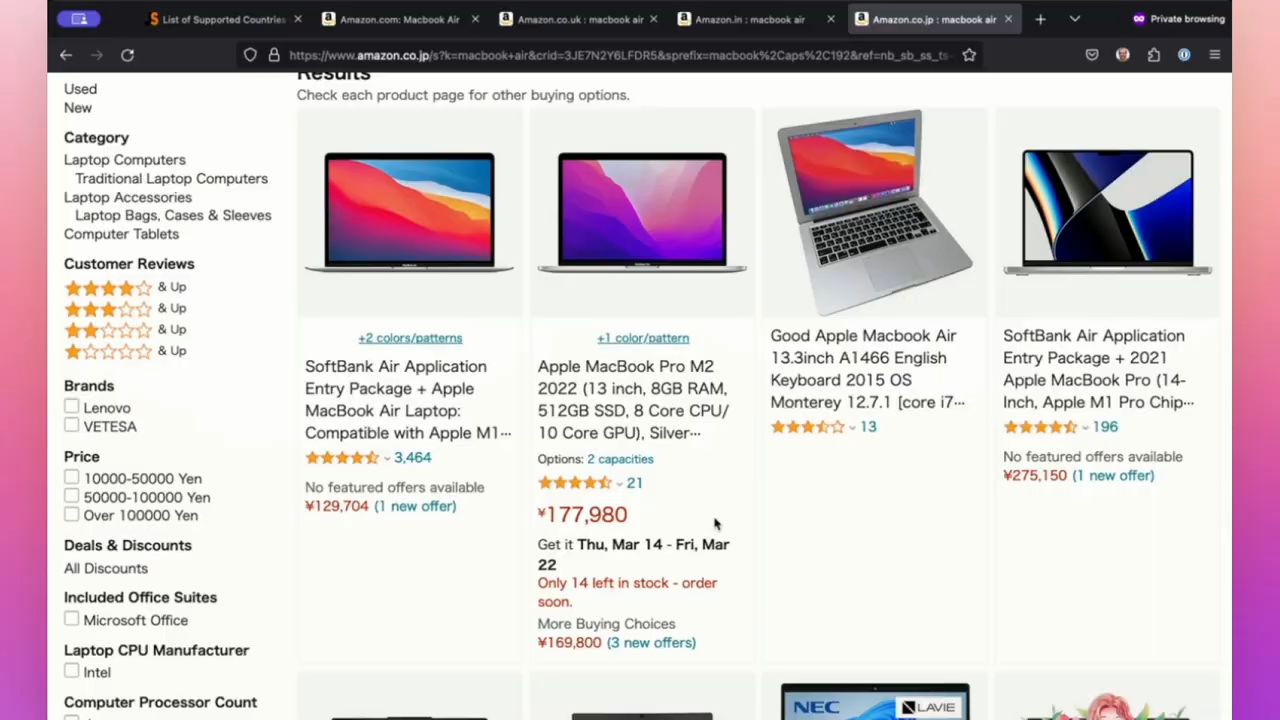 List of Supported Countries
Amazon.com: Macbook Air
Amazon.co.uk : macbook air
Amazon.in : macbook air
Amazon.co.jp : macbook air
Private browsing
https://www.amazon.co.jp/s?k=macbook+air&crid=3JE7N2Y6LFDR5&sprefix=macbook%2Caps%2C192&ref=nb_sb_ss_ts-
Used
New
Category
Laptop Computers
Traditional Laptop Computers
Laptop Accessories
Laptop Bags, Cases & Sleeves
Computer Tablets
Customer Reviews
& Up
& Up
& Up
& Up
Brands
Lenovo
VETESA
Price
10000-50000 Yen
50000-100000 Yen
Over 100000 Yen
Deals & Discounts
All Discounts
Included Office Suites
Microsoft Office
Laptop CPU Manufacturer
Intel
Computer Processor Count
Results
Check each product page for other buying options.
+2 colors/patterns
SoftBank Air Application
Entry Package + Apple
MacBook Air Laptop:
Compatible with Apple M1…
3,464
No featured offers available
¥129,704 (1 new offer)
+1 color/pattern
Apple MacBook Pro M2
2022 (13 inch, 8GB RAM,
512GB SSD, 8 Core CPU/
10 Core GPU), Silver…
Options: 2 capacities
21
¥177,980
Get it Thu, Mar 14 - Fri, Mar
22
Only 14 left in stock - order
soon.
More Buying Choices
¥169,800 (3 new offers)
Good Apple Macbook Air
13.3inch A1466 English
Keyboard 2015 OS
Monterey 12.7.1 [core i7…
13
SoftBank Air Application
Entry Package + 2021
Apple MacBook Pro (14-
Inch, Apple M1 Pro Chip…
196
No featured offers available
¥275,150 (1 new offer)
NEC
LAVIE